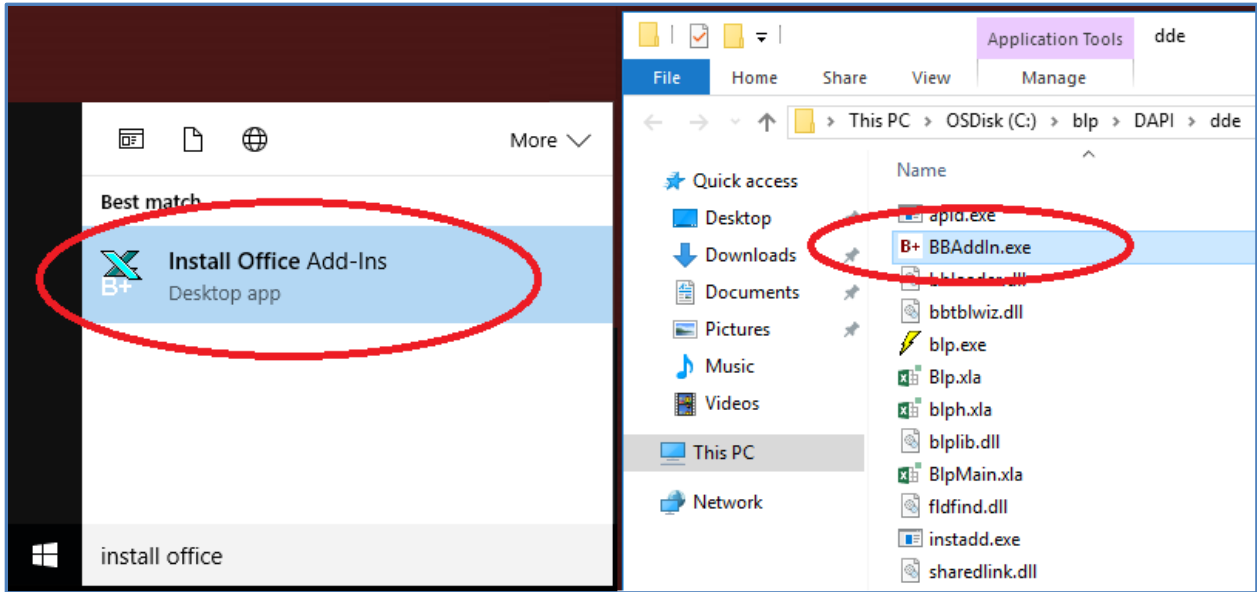 More
Best match
Install Office Add-Ins
B+
Desktop app
install office
Application Tools
dde
File
Home
Share
View
Manage
This PC > OSDisk (C:) > blp > DAPI > dde
Quick access
Desktop
Downloads
Documents
Pictures
Music
Videos
This PC
Network
Name
apid.exe
B+ BBAddIn.exe
bbloader.dll
bbtblwiz.dll
blp.exe
Blp.xla
blph.xla
blplib.dll
BlpMain.xla
fldfind.dll
instadd.exe
sharedlink.dll